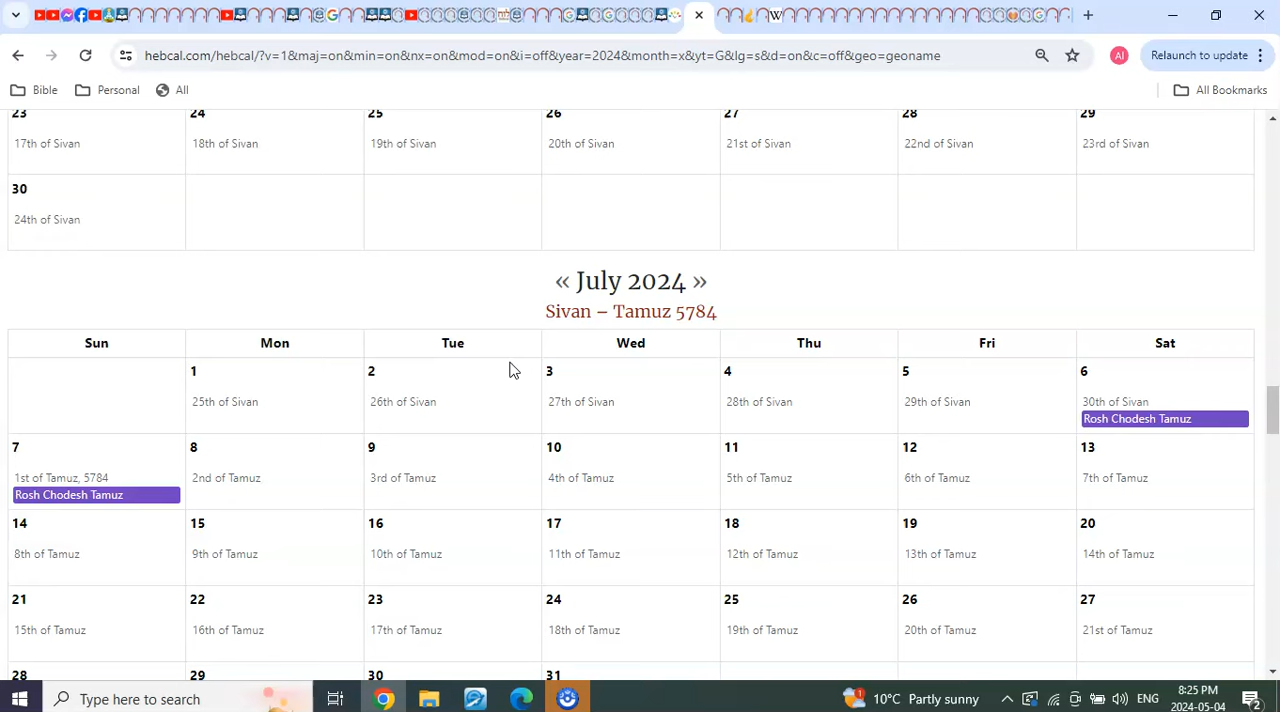 hebcal.com/hebcal/?v=1&maj=on&min=on&nx=on&mod=on&i=off&year=2024&month=x&yt=G&lg=s&d=on&c=off&geo=geoname
AI
Relaunch to update
Bible Personal All All Bookmarks
23 24 25 26 27 28 29
17th of Sivan 18th of Sivan 19th of Sivan 20th of Sivan 21st of Sivan 22nd of Sivan 23rd of Sivan
30
24th of Sivan
« July 2024 »
Sivan – Tamuz 5784
Sun Mon Tue Wed Thu Fri Sat
1 2 3 4 5 6
25th of Sivan 26th of Sivan 27th of Sivan 28th of Sivan 29th of Sivan 30th of Sivan
Rosh Chodesh Tamuz
7 8 9 10 11 12 13
1st of Tamuz, 5784 2nd of Tamuz 3rd of Tamuz 4th of Tamuz 5th of Tamuz 6th of Tamuz 7th of Tamuz
Rosh Chodesh Tamuz
14 15 16 17 18 19 20
8th of Tamuz 9th of Tamuz 10th of Tamuz 11th of Tamuz 12th of Tamuz 13th of Tamuz 14th of Tamuz
21 22 23 24 25 26 27
15th of Tamuz 16th of Tamuz 17th of Tamuz 18th of Tamuz 19th of Tamuz 20th of Tamuz 21st of Tamuz
28 29 30 31
Type here to search
1
10°C Partly sunny
ENG
8:25 PM
2024-05-04
2